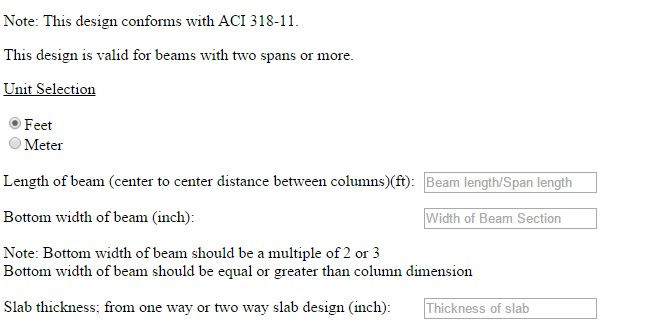 Note: This design conforms with ACI 318-11.
This design is valid for beams with two spans or more.
Unit Selection
Feet
Meter
Length of beam (center to center distance between columns)(ft): Beam length/Span length
Bottom width of beam (inch): Width of Beam Section
Note: Bottom width of beam should be a multiple of 2 or 3
Bottom width of beam should be equal or greater than column dimension
Slab thickness; from one way or two way slab design (inch): Thickness of slab